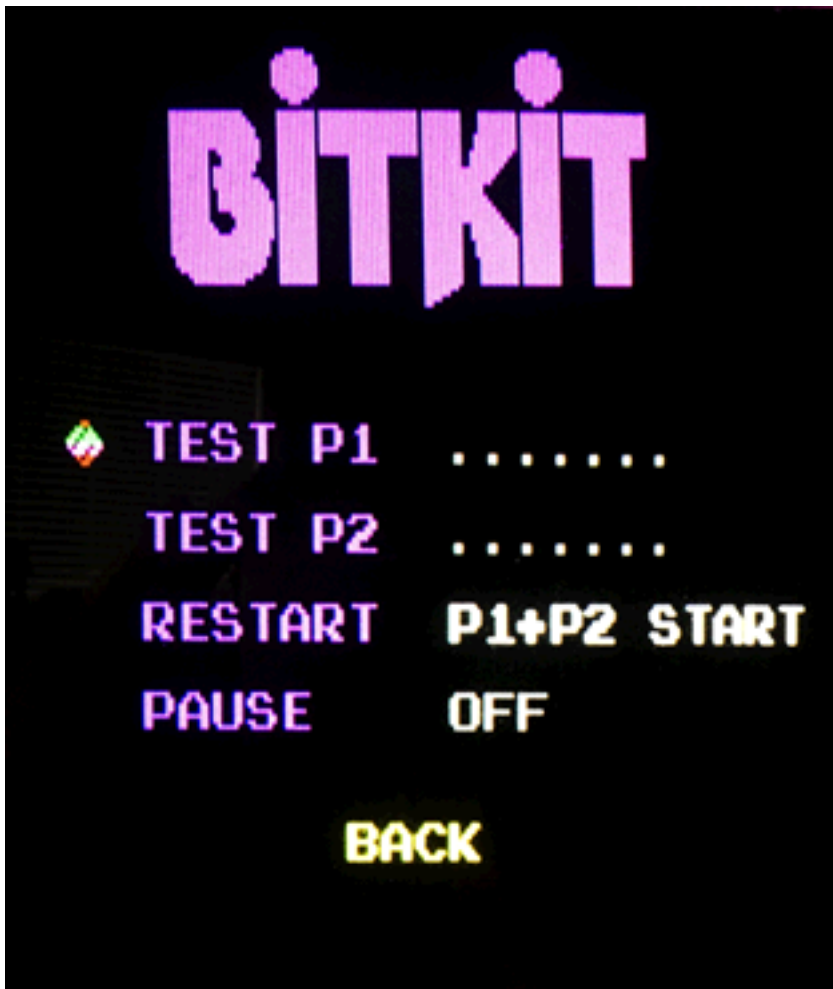 BITKIT
TEST P1 .......
TEST P2 .......
RESTART P1+P2 START
PAUSE OFF
BACK